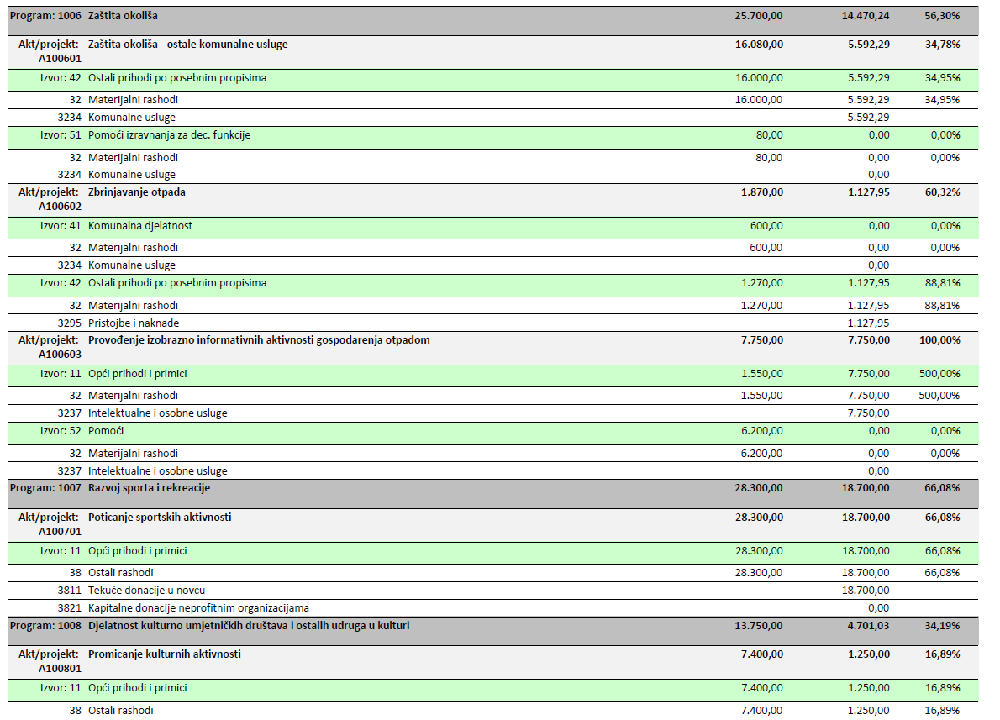 Program: 1006 Zaštita okoliša 25.700,00 14.470,24 56,30%
Akt/projekt: Zaštita okoliša - ostale komunalne usluge 16.080,00 5.592,29 34,78%
A100601
Izvor: 42 Ostali prihodi po posebnim propisima 16.000,00 5.592,29 34,95%
32 Materijalni rashodi 16.000,00 5.592,29 34,95%
3234 Komunalne usluge 5.592,29
Izvor: 51 Pomoći izravnanja za dec. funkcije 80,00 0,00 0,00%
32 Materijalni rashodi 80,00 0,00 0,00%
3234 Komunalne usluge 0,00
Akt/projekt: Zbrinjavanje otpada 1.870,00 1.127,95 60,32%
A100602
Izvor: 41 Komunalna djelatnost 600,00 0,00 0,00%
32 Materijalni rashodi 600,00 0,00 0,00%
3234 Komunalne usluge 0,00
Izvor: 42 Ostali prihodi po posebnim propisima 1.270,00 1.127,95 88,81%
32 Materijalni rashodi 1.270,00 1.127,95 88,81%
3295 Pristojbe i naknade 1.127,95
Akt/projekt: Provođenje izobrazno informativnih aktivnosti gospodarenja otpadom 7.750,00 7.750,00 100,00%
A100603
Izvor: 11 Opći prihodi i primici 1.550,00 7.750,00 500,00%
32 Materijalni rashodi 1.550,00 7.750,00 500,00%
3237 Intelektualne i osobne usluge 7.750,00
Izvor: 52 Pomoći 6.200,00 0,00 0,00%
32 Materijalni rashodi 6.200,00 0,00 0,00%
3237 Intelektualne i osobne usluge 0,00
Program: 1007 Razvoj sporta i rekreacije 28.300,00 18.700,00 66,08%
Akt/projekt: Poticanje sportskih aktivnosti 28.300,00 18.700,00 66,08%
A100701
Izvor: 11 Opći prihodi i primici 28.300,00 18.700,00 66,08%
38 Ostali rashodi 28.300,00 18.700,00 66,08%
3811 Tekuće donacije u novcu 18.700,00
3821 Kapitalne donacije neprofitnim organizacijama 0,00
Program: 1008 Djelatnost kulturno umjetničkih društava i ostalih udruga u kulturi 13.750,00 4.701,03 34,19%
Akt/projekt: Promicanje kulturnih aktivnosti 7.400,00 1.250,00 16,89%
A100801
Izvor: 11 Opći prihodi i primici 7.400,00 1.250,00 16,89%
38 Ostali rashodi 7.400,00 1.250,00 16,89%